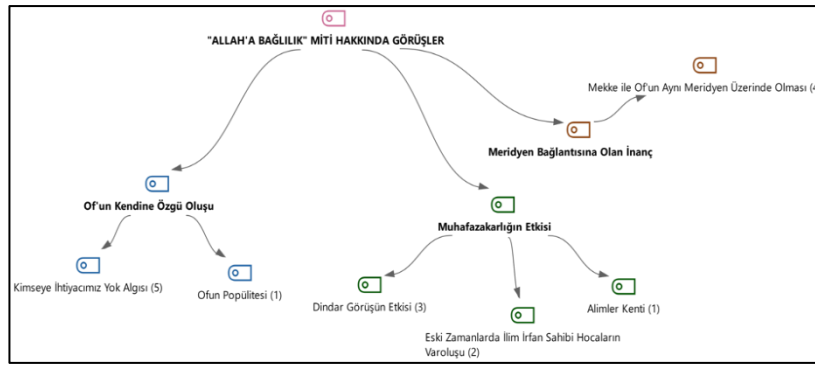 "ALLAH'A BAĞLILIK" MİTİ HAKKINDA GÖRÜŞLER
Mekke ile Of'un Aynı Meridyen Üzerinde Olması (4
Meridyen Bağlantısına Olan İnanç
Of'un Kendine Özgü Oluşu
Muhafazakarlığın Etkisi
Kimseye İhtiyacımız Yok Algısı (5)
Ofun Popülitesi (1)
Dindar Görüşün Etkisi (3)
Alimler Kenti (1)
Eski Zamanlarda İlim İrfan Sahibi Hocaların
Varoluşu (2)